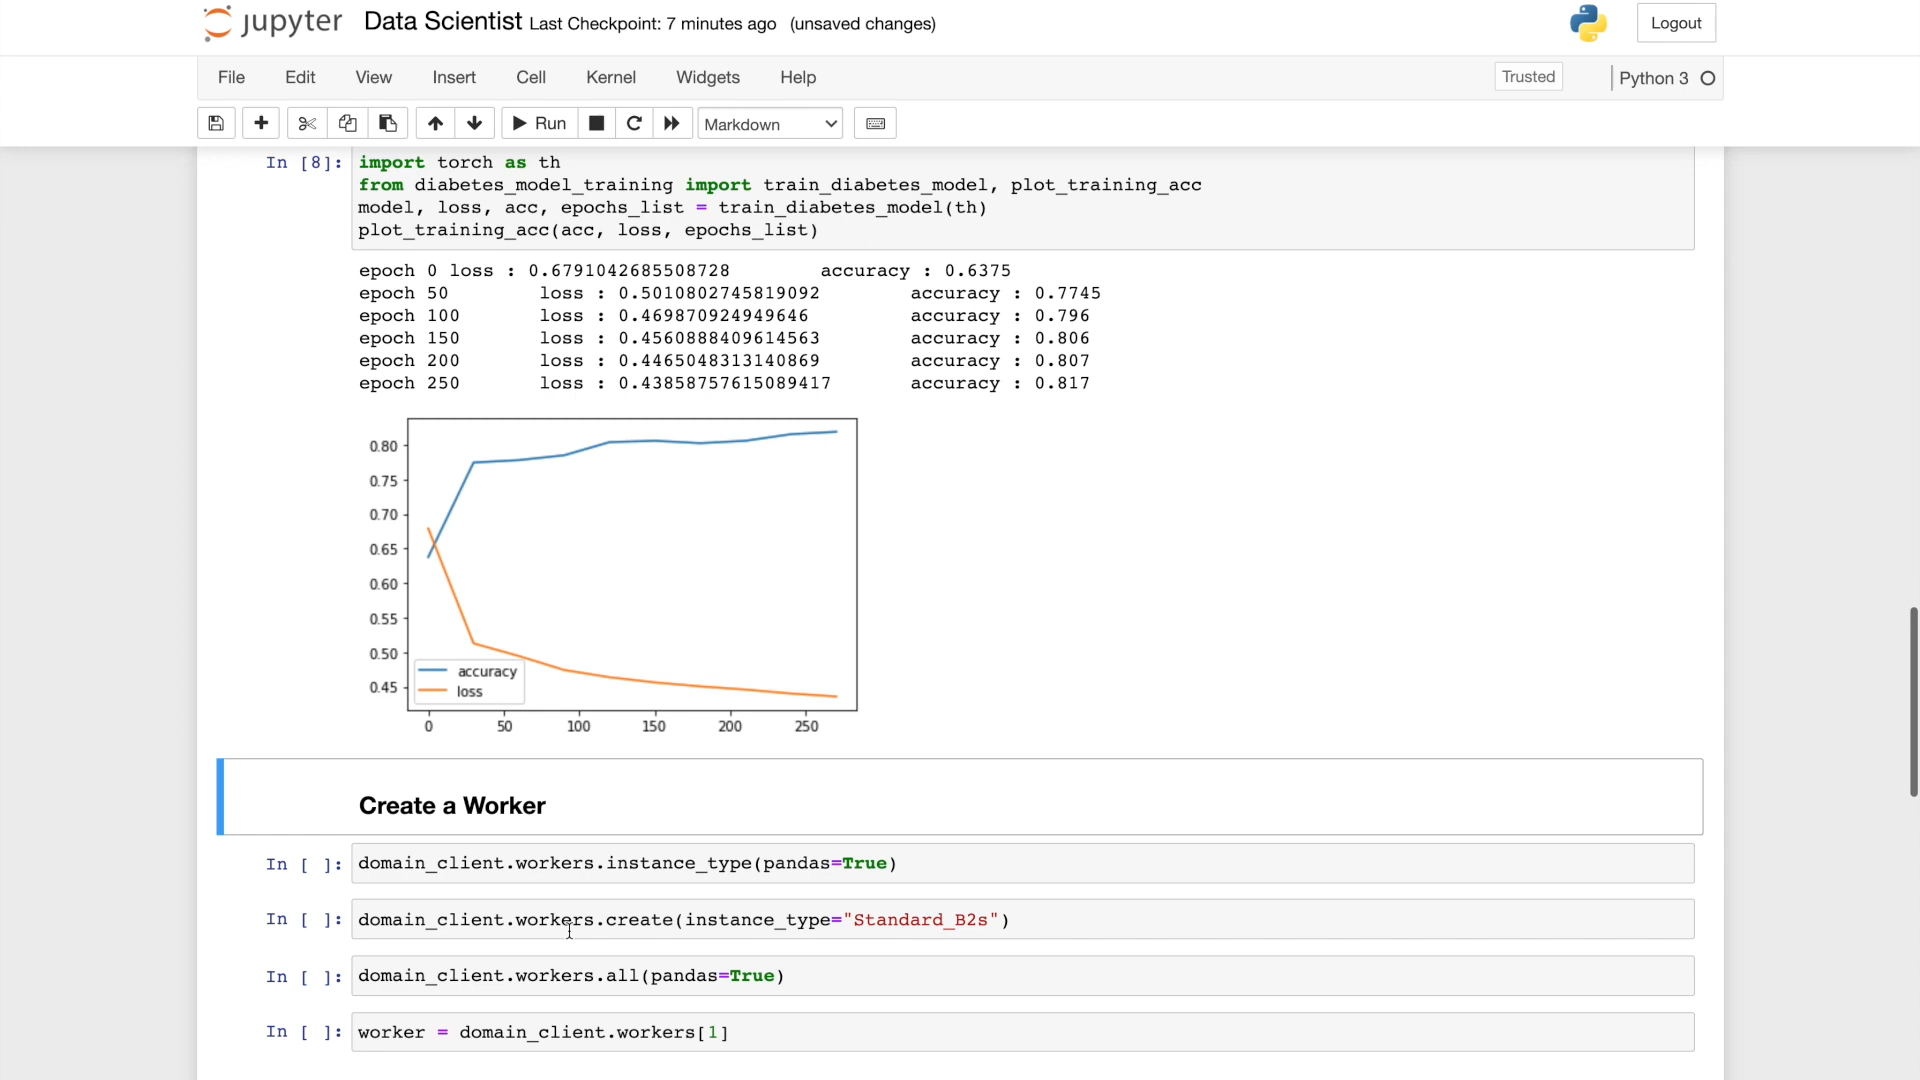 jupyter Data Scientist Last Checkpoint: 7 minutes ago (unsaved changes) Logout
File Edit View Insert Cell Kernel Widgets Help Trusted Python 3
Run Markdown
In [8]: import torch as th
from diabetes_model_training import train_diabetes_model, plot_training_acc
model, loss, acc, epochs_list = train_diabetes_model(th)
plot_training_acc(acc, loss, epochs_list)
epoch 0 loss : 0.6791042685508728 accuracy : 0.6375
epoch 50 loss : 0.5010802745819092 accuracy : 0.7745
epoch 100 loss : 0.469870924949646 accuracy : 0.796
epoch 150 loss : 0.4560888409614563 accuracy : 0.806
epoch 200 loss : 0.4465048313140869 accuracy : 0.807
epoch 250 loss : 0.43858757615089417 accuracy : 0.817
0.80
0.75
0.70
0.65
0.60
0.55
0.50
0.45
accuracy
loss
0 50 100 150 200 250
Create a Worker
In [ ]: domain_client.workers.instance_type(pandas=True)
In [ ]: domain_client.workers.create(instance_type="Standard_B2s")
In [ ]: domain_client.workers.all(pandas=True)
In [ ]: worker = domain_client.workers[1]